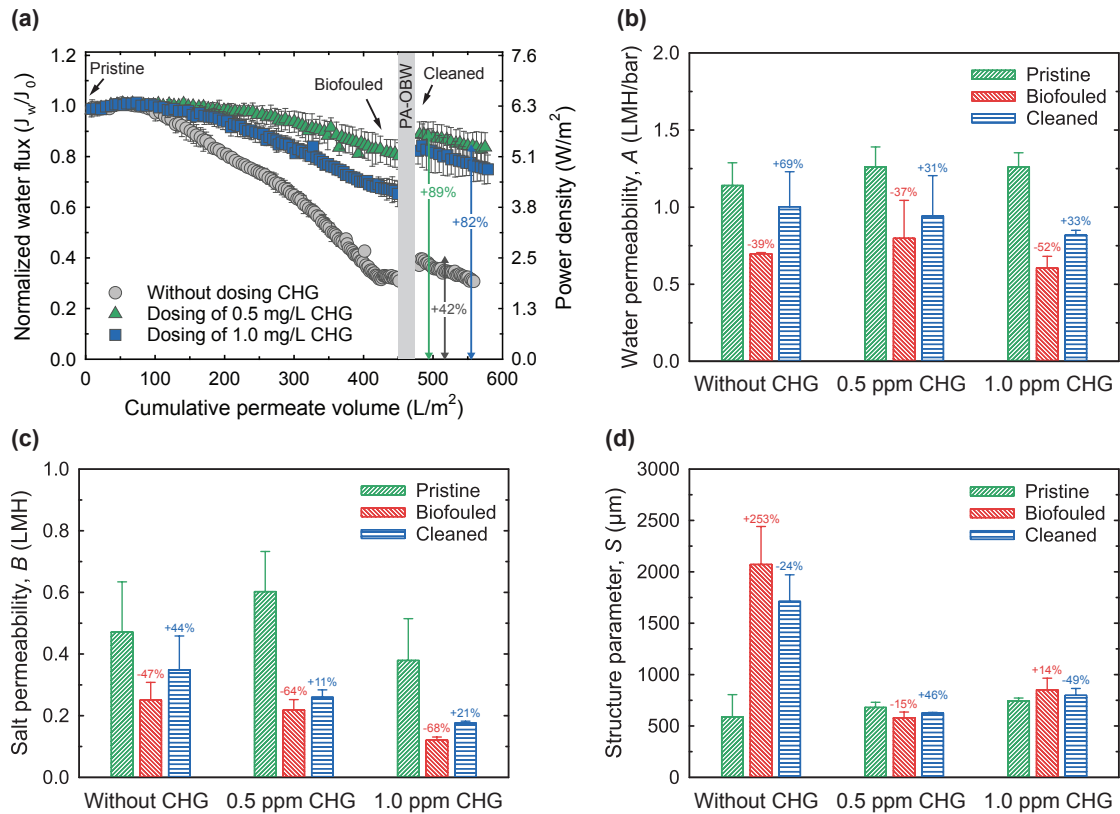 (a)
Normalized water flux (J_w/J_0)
1.2
1.0
0.8
0.6
0.4
0.2
0.0
7.6
6.3
5.1
3.8
2.5
1.3
0.0
Power density (W/m²)
Pristine
Biofouled
PA-OBW
Cleaned
+89%
+82%
+42%
Without dosing CHG
Dosing of 0.5 mg/L CHG
Dosing of 1.0 mg/L CHG
0 100 200 300 400 500 600
Cumulative permeate volume (L/m²)
(b)
Water permeabbility, A (LMH/bar)
2.0
1.5
1.0
0.5
0.0
Pristine
Biofouled
Cleaned
-39%
+69%
-37%
+31%
-52%
+33%
Without CHG 0.5 ppm CHG 1.0 ppm CHG
(c)
Salt permeabbility, B (LMH)
1.0
0.8
0.6
0.4
0.2
0.0
Pristine
Biofouled
Cleaned
-47%
+44%
-64%
+11%
-68%
+21%
Without CHG 0.5 ppm CHG 1.0 ppm CHG
(d)
Structure parameter, S (µm)
3000
2500
2000
1500
1000
500
0
Pristine
Biofouled
Cleaned
+253%
-24%
-15%
+46%
+14%
-49%
Without CHG 0.5 ppm CHG 1.0 ppm CHG